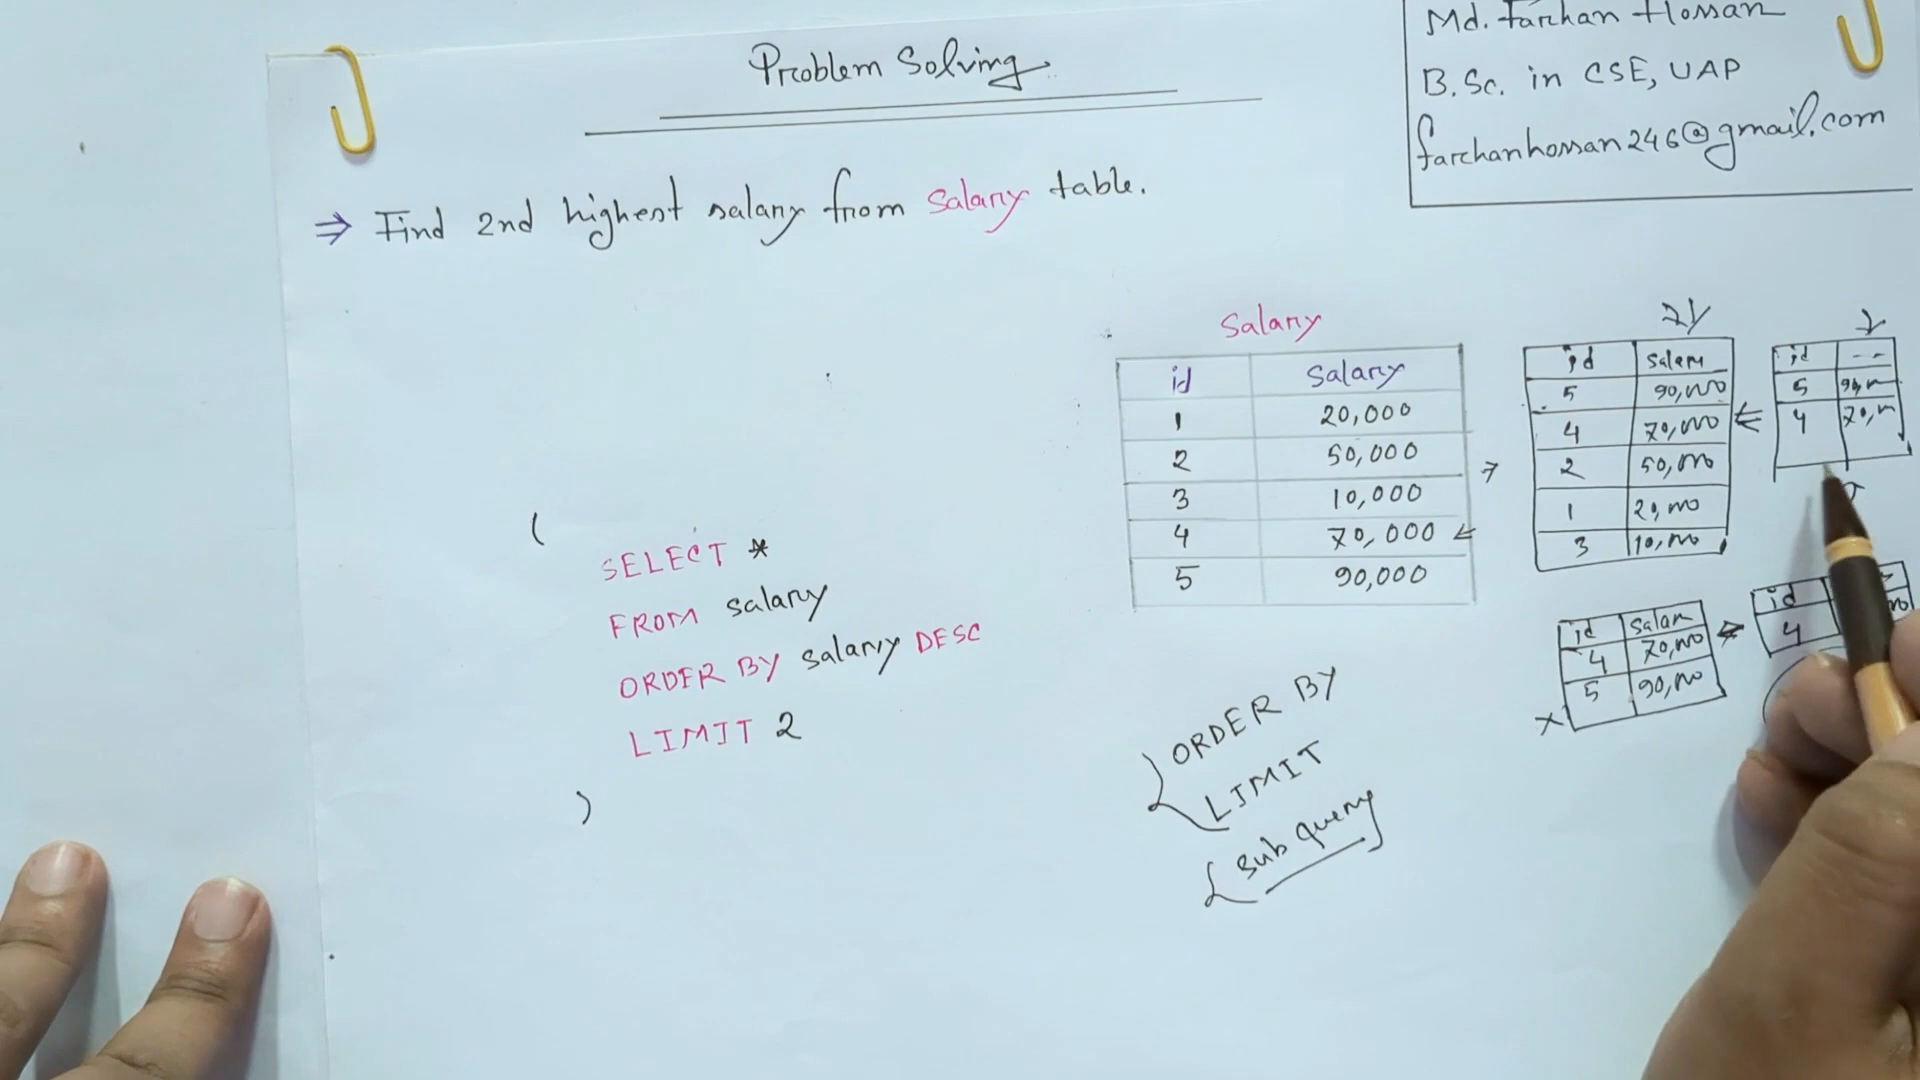 Problem Solving
Md. Farhan Hossan
B.Sc. in CSE, UAP
farhanhossan246@gmail.com
⇒ Find 2nd highest salary from Salary table.
Salary
id Salary
1 20,000
2 50,000
3 10,000
4 70,000
5 90,000
id
5 90,000
4 70,000
2 50,000
1 20,000
3 10,000
id --
5
4
id
4 70,000
5 90,000
id
4
(
SELECT *
FROM salary
ORDER BY salary DESC
LIMIT 2
)
ORDER BY
LIMIT
Sub query